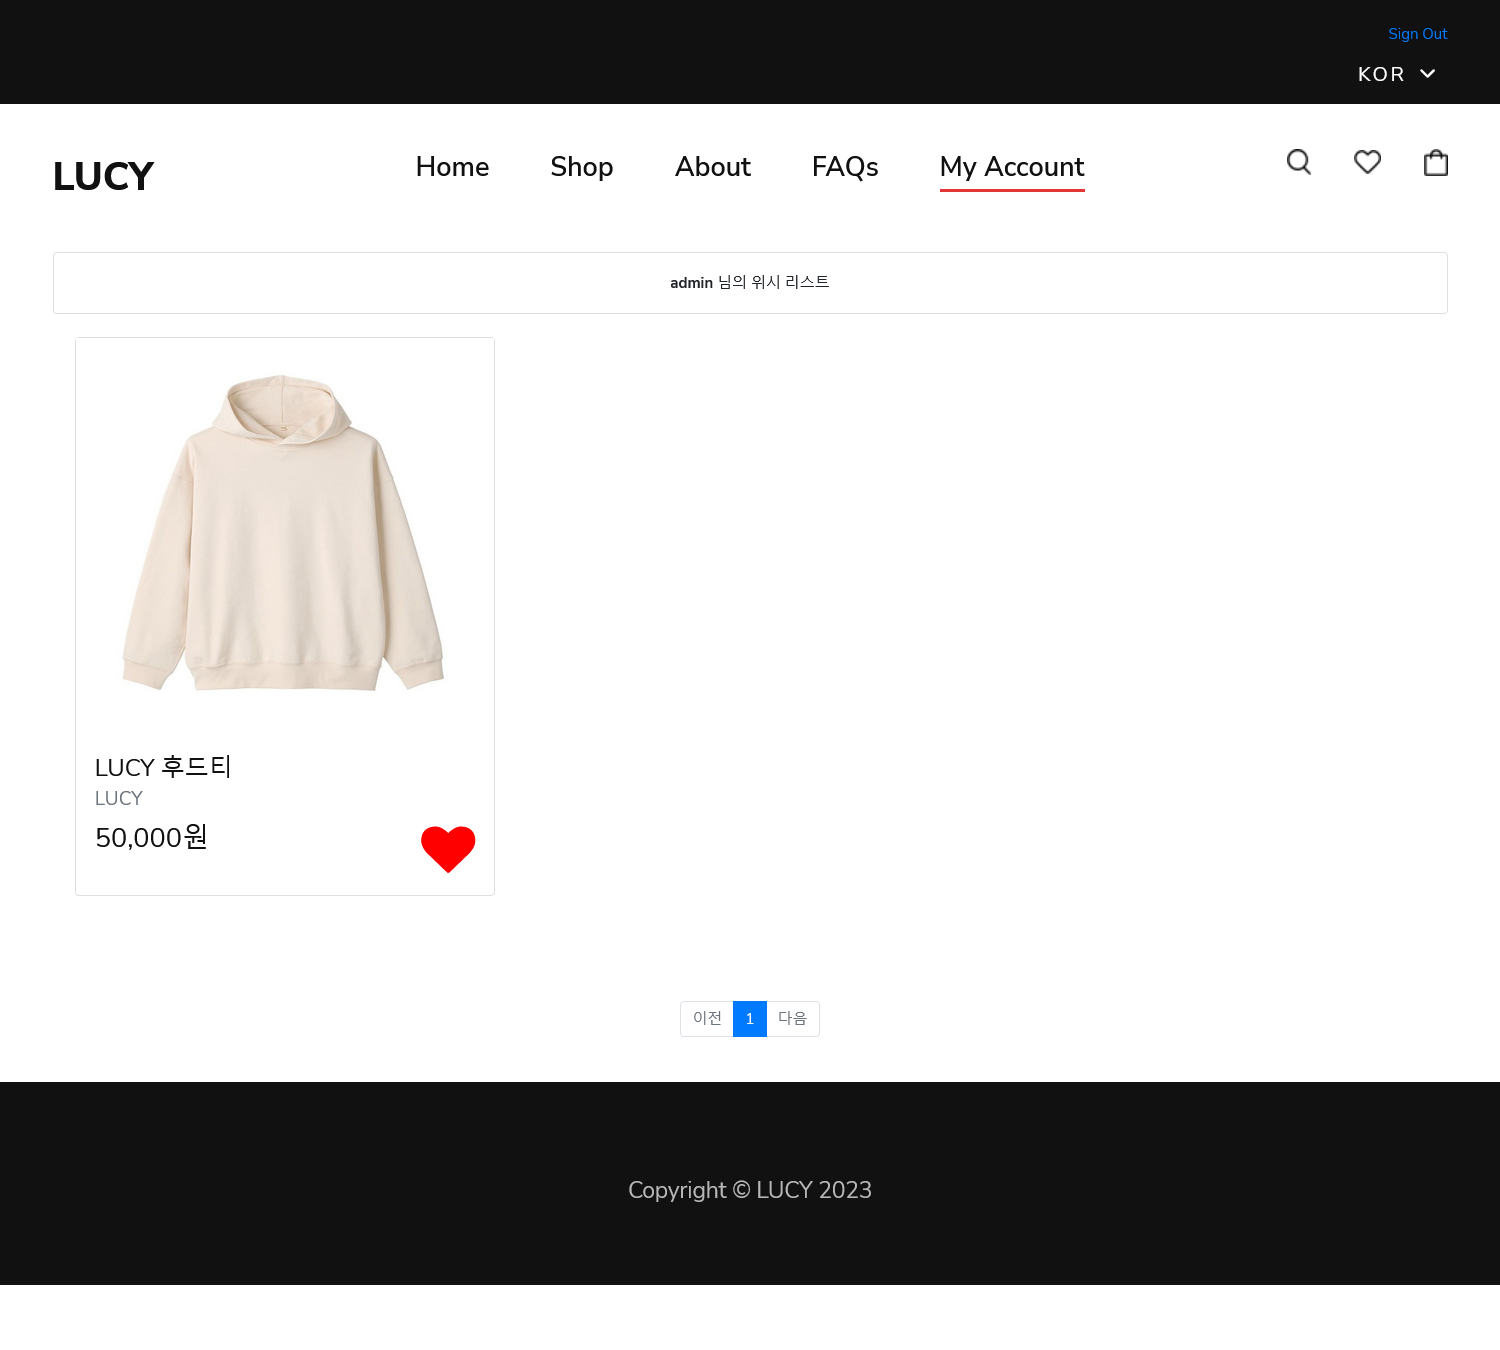 Sign Out
KOR
LUCY
Home Shop About FAQs My Account
admin 님의 위시 리스트
LUCY 후드티
LUCY
50,000원
이전 1 다음
Copyright © LUCY 2023